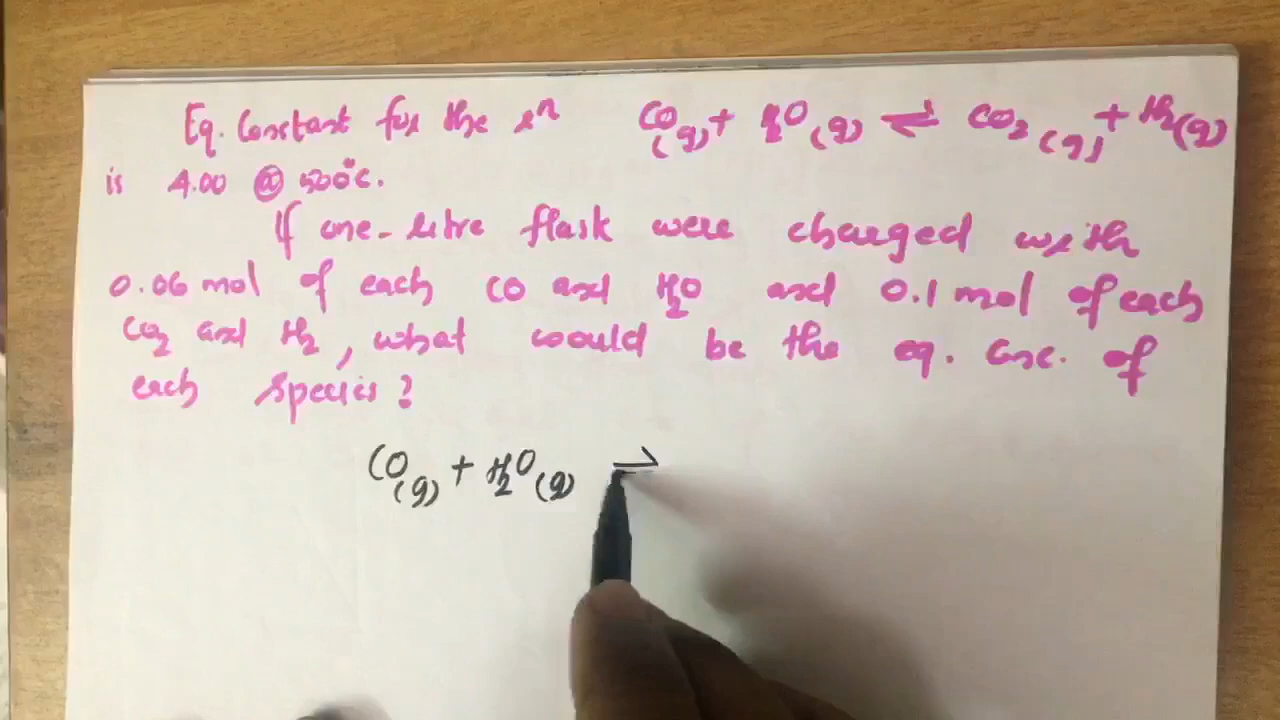 Eq. Constant for the rxn CO(g) + H2O(g) ⇌ CO2(g) + H2(g)
is 4.00 @ 500°C.
If one-litre flask were charged with
0.06 mol of each CO and H2O and 0.1 mol of each
CO2 and H2, what would be the eq. conc. of
each species?
CO(g) + H2O(g) ⇌